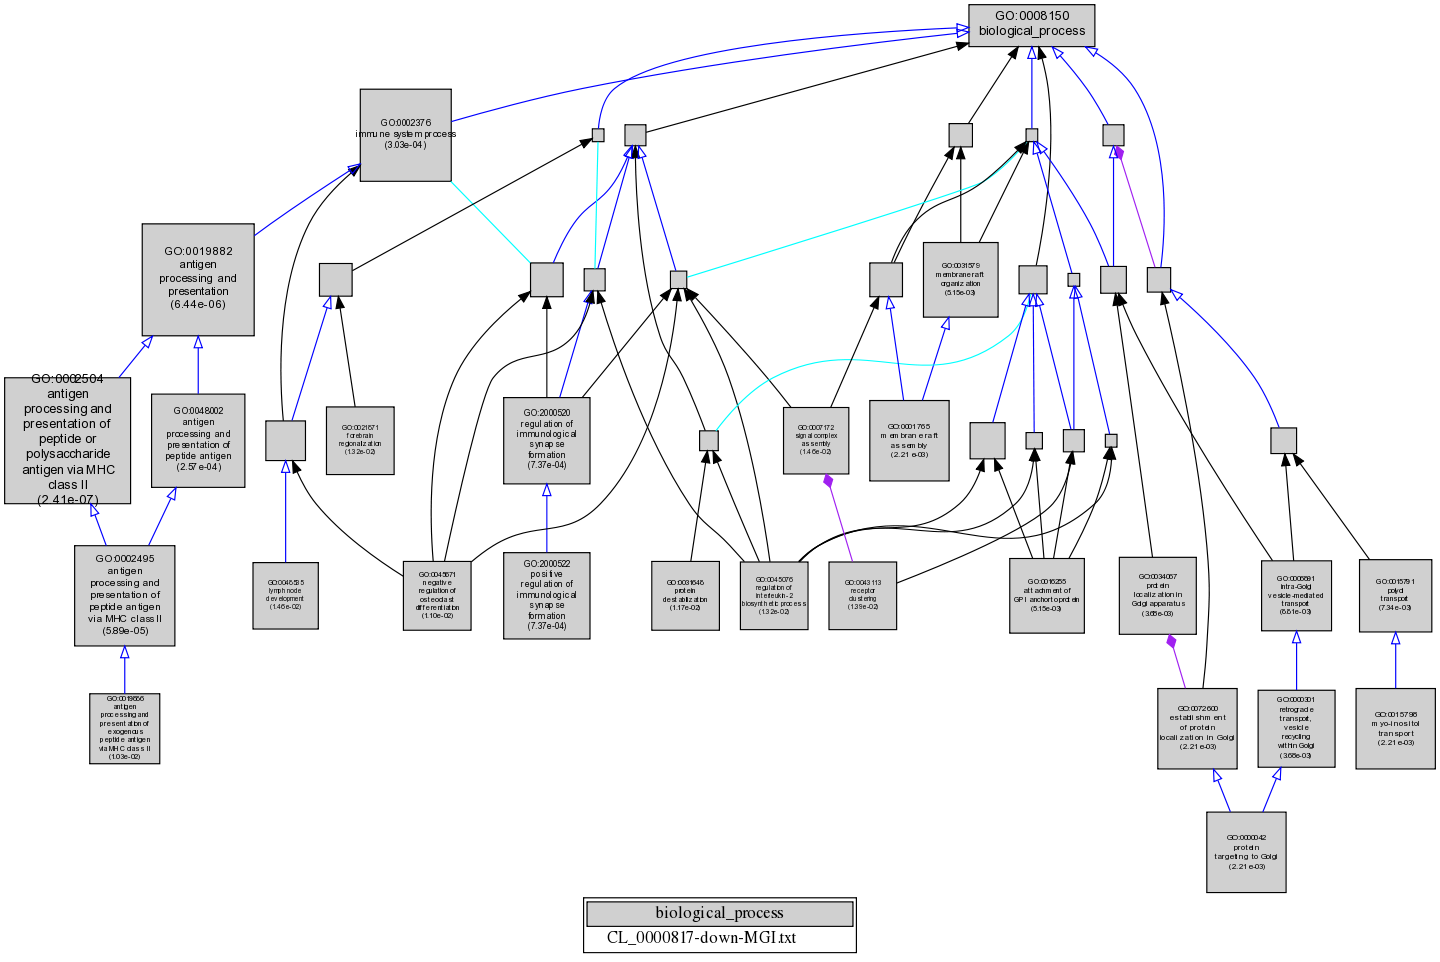 GO:0008150
biological_process
GO:0002376
immune system process
(3.03e-04)
GO:0019882
antigen
processing and
presentation
(6.44e-06)
GO:0031579
membrane raft
organization
(5.15e-03)
GO:0002504
antigen
processing and
presentation of
peptide or
polysaccharide
antigen via MHC
class II
(2.41e-07)
GO:0048002
antigen
processing and
presentation of
peptide antigen
(2.57e-04)
GO:0021871
forebrain
regionalization
(1.32e-02)
GO:2000520
regulation of
immunological
synapse
formation
(7.37e-04)
GO:0007172
signal complex
assembly
(1.46e-02)
GO:0001765
membrane raft
assembly
(2.21e-03)
GO:0002495
antigen
processing and
presentation of
peptide antigen
via MHC class II
(5.89e-05)
GO:0048535
lymph node
development
(1.46e-02)
GO:0045671
negative
regulation of
osteoclast
differentiation
(1.10e-02)
GO:2000522
positive
regulation of
immunological
synapse
formation
(7.37e-04)
GO:0031648
protein
destabilization
(1.17e-02)
GO:0045076
regulation of
interleukin-2
biosynthetic process
(1.32e-02)
GO:0043113
receptor
clustering
(1.39e-02)
GO:0016255
attachment of
GPI anchor to protein
(5.15e-03)
GO:0034067
protein
localization in
Golgi apparatus
(3.68e-03)
GO:0006891
intra-Golgi
vesicle-mediated
transport
(6.61e-03)
GO:0015791
polyol
transport
(7.34e-03)
GO:0019886
antigen
processing and
presentation of
exogenous
peptide antigen
via MHC class II
(1.03e-02)
GO:0072600
establishment
of protein
localization in Golgi
(2.21e-03)
GO:0000301
retrograde
transport,
vesicle
recycling
within Golgi
(3.68e-03)
GO:0015798
myo-inositol
transport
(2.21e-03)
GO:0000042
protein
targeting to Golgi
(2.21e-03)
biological_process
CL_0000817-down-MGI.txt